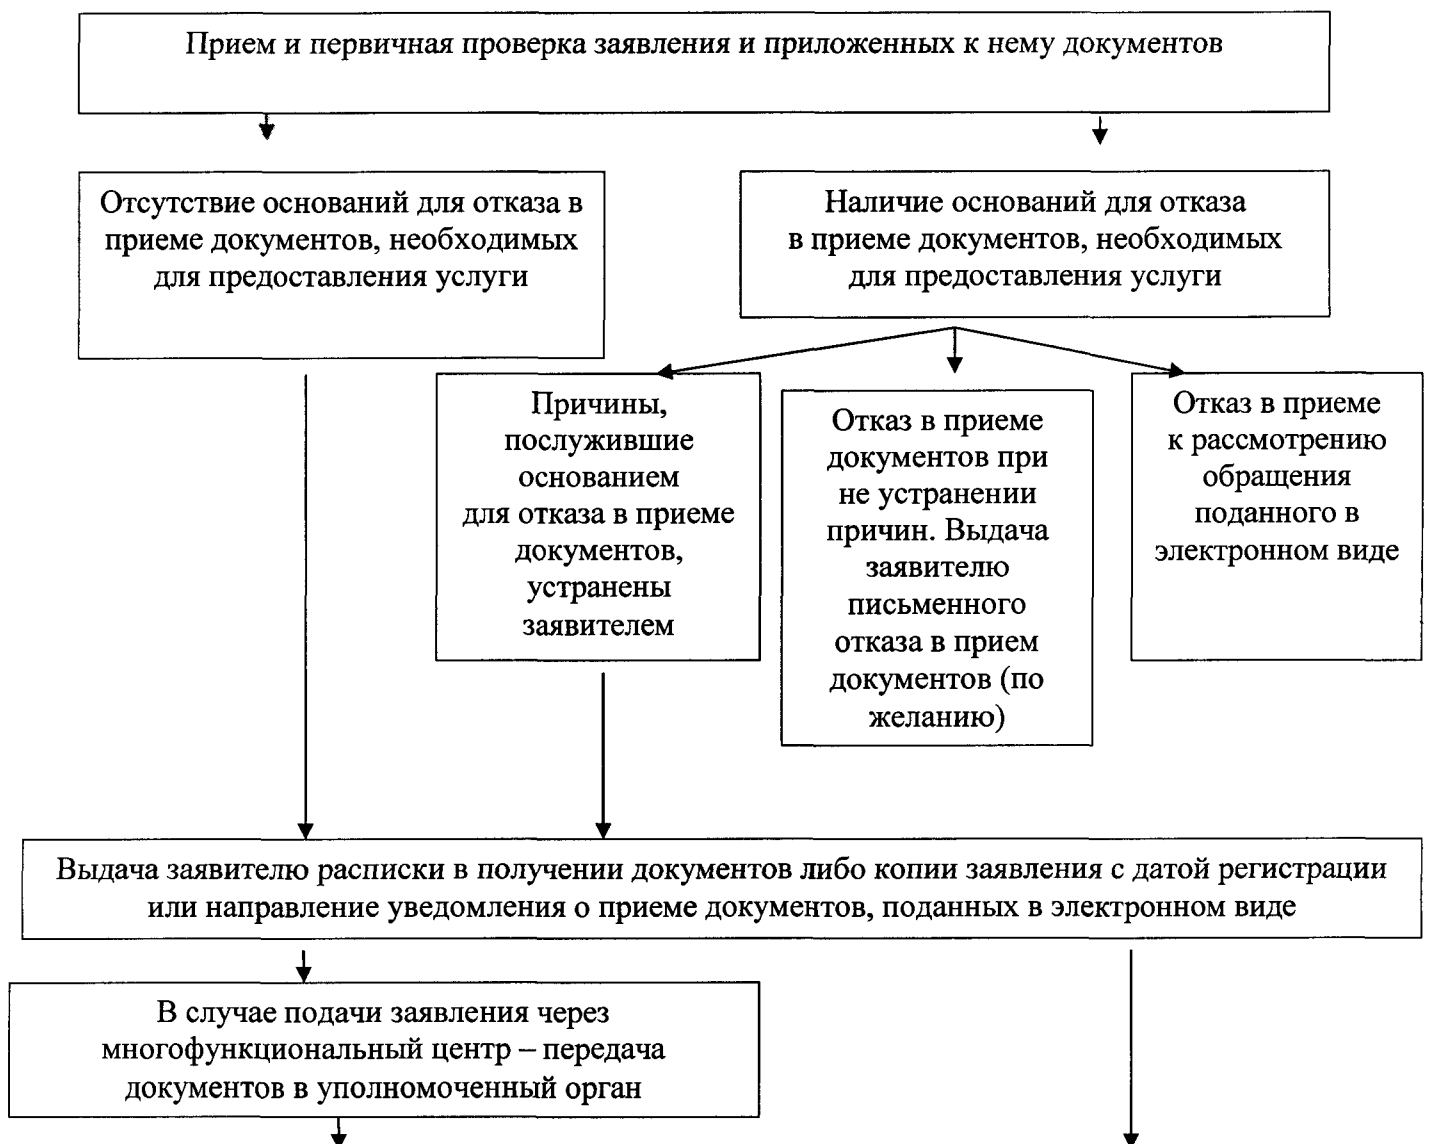 Прием и первичная проверка заявления и приложенных к нему документов
Отсутствие оснований для отказа в
приеме документов, необходимых
для предоставления услуги
Наличие оснований для отказа
в приеме документов, необходимых
для предоставления услуги
Причины,
послужившие
основанием
для отказа в приеме
документов,
устранены
заявителем
Отказ в приеме
документов при
не устранении
причин. Выдача
заявителю
письменного
отказа в прием
документов (по
желанию)
Отказ в приеме
к рассмотрению
обращения
поданного в
электронном виде
Выдача заявителю расписки в получении документов либо копии заявления с датой регистрации
или направление уведомления о приеме документов, поданных в электронном виде
В случае подачи заявления через
многофункциональный центр – передача
документов в уполномоченный орган